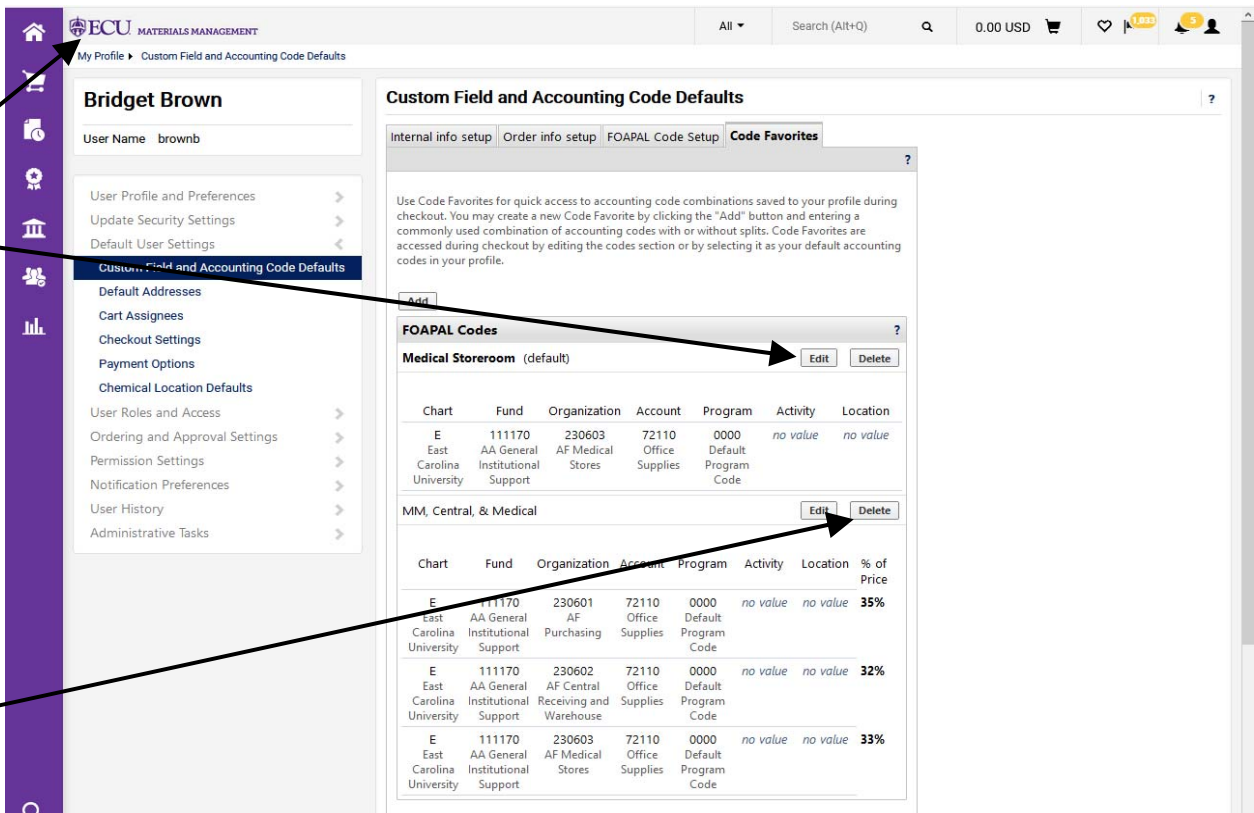 ECU MATERIALS MANAGEMENT
All
Search (Alt+Q)
0.00 USD
1,033
5
My Profile Custom Field and Accounting Code Defaults
Bridget Brown
User Name brownb
User Profile and Preferences
Update Security Settings
Default User Settings
Custom Field and Accounting Code Defaults
Default Addresses
Cart Assignees
Checkout Settings
Payment Options
Chemical Location Defaults
User Roles and Access
Ordering and Approval Settings
Permission Settings
Notification Preferences
User History
Administrative Tasks
Custom Field and Accounting Code Defaults
?
Internal info setup Order info setup FOAPAL Code Setup Code Favorites
?
Use Code Favorites for quick access to accounting code combinations saved to your profile during
checkout. You may create a new Code Favorite by clicking the "Add" button and entering a
commonly used combination of accounting codes with or without splits. Code Favorites are
accessed during checkout by editing the codes section or by selecting it as your default accounting
codes in your profile.
Add
FOAPAL Codes ?
Medical Storeroom (default) Edit Delete
Chart Fund Organization Account Program Activity Location
E 111170 230603 72110 0000 no value no value
East AA General AF Medical Office Default
Carolina Institutional Stores Supplies Program
University Support Code
MM, Central, & Medical Edit Delete
Chart Fund Organization Account Program Activity Location % of
Price
E 111170 230601 72110 0000 no value no value 35%
East AA General AF Office Default
Carolina Institutional Purchasing Supplies Program
University Support Code
E 111170 230602 72110 0000 no value no value 32%
East AA General AF Central Office Default
Carolina Institutional Receiving and Supplies Program
University Support Warehouse Code
E 111170 230603 72110 0000 no value no value 33%
East AA General AF Medical Office Default
Carolina Institutional Stores Supplies Program
University Support Code